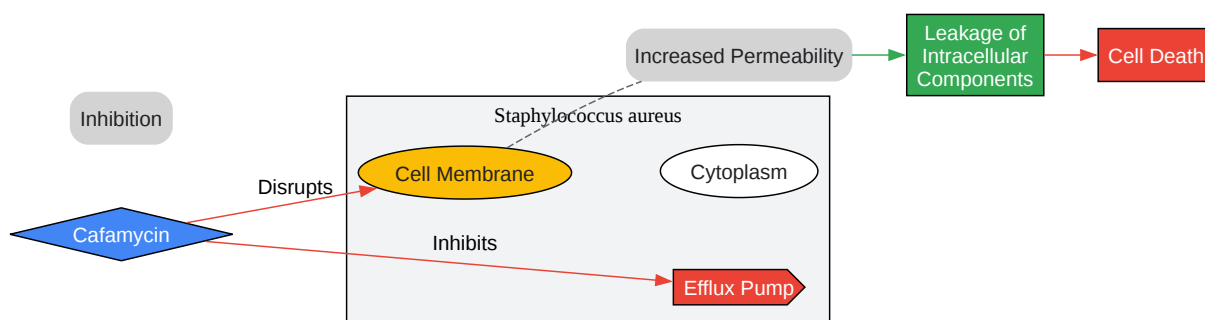 Leakage of
Intracellular
Components
Cell Death
Increased Permeability
Inhibition
Staphylococcus aureus
Cell Membrane
Cytoplasm
Disrupts
Cafamycin
Inhibits
Efflux Pump